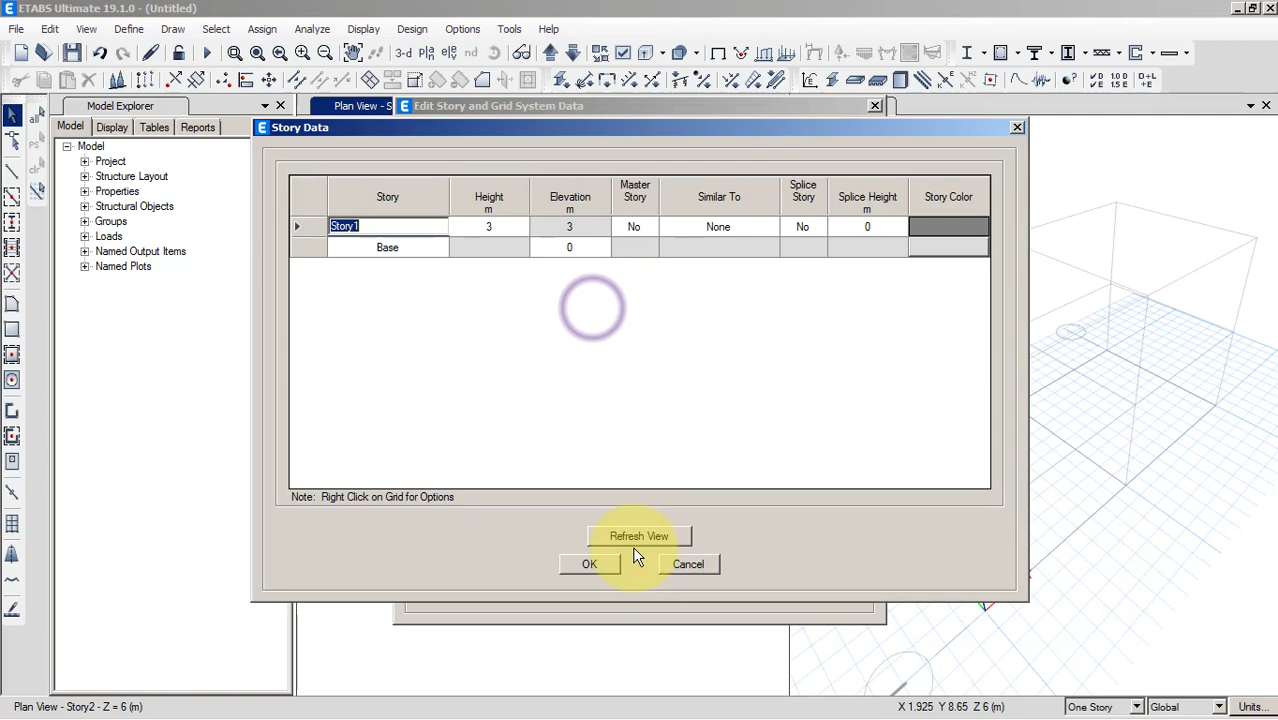 ETABS Ultimate 19.1.0 - (Untitled)
File Edit View Define Draw Select Assign Analyze Display Design Options Tools Help
3-d
Model Explorer
Plan View - S
Edit Story and Grid System Data
Model Display Tables Reports
Story Data
Model
Project
Structure Layout
Properties
Structural Objects
Groups
Loads
Named Output Items
Named Plots
Story Height m Elevation m Master Story Similar To Splice Story Splice Height m Story Color
Story1 3 3 No None No 0
Base 0
Note: Right Click on Grid for Options
Refresh View
OK Cancel
Plan View - Story2 - Z = 6 (m)
X 1.925 Y 8.65 Z 6 (m)
One Story Global Units...